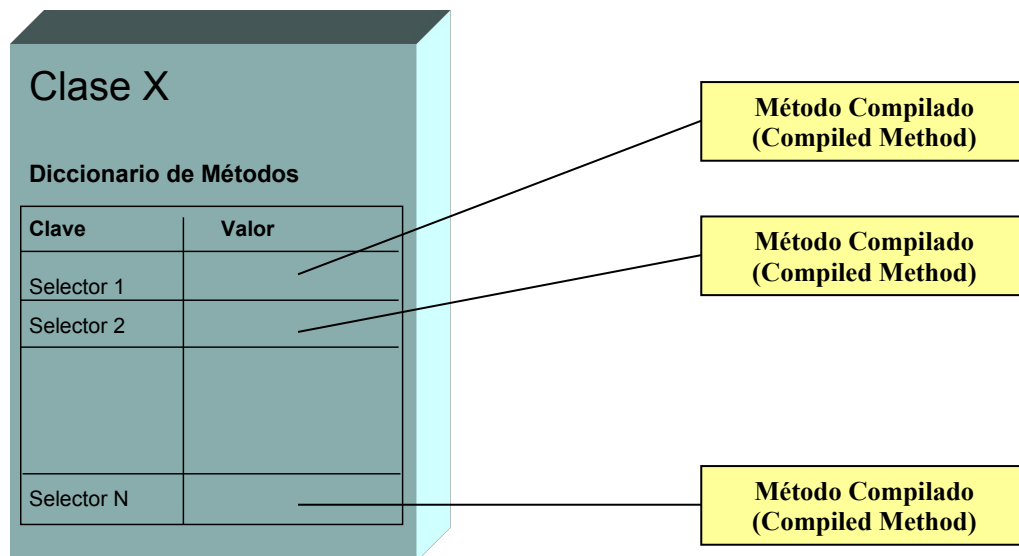 Clase X
Diccionario de Métodos
Clave Valor
Selector 1
Selector 2
Selector N
Método Compilado
(Compiled Method)
Método Compilado
(Compiled Method)
Método Compilado
(Compiled Method)